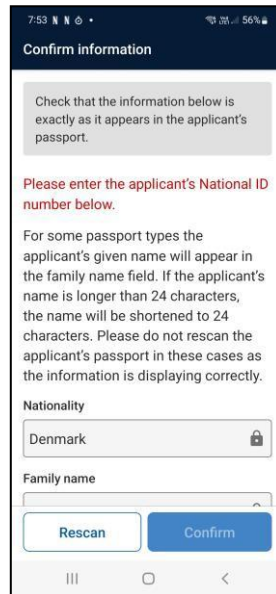 7:53 N N
56%
Confirm information
Check that the information below is
exactly as it appears in the applicant's
passport.
Please enter the applicant's National ID
number below.
For some passport types the
applicant's given name will appear in
the family name field. If the applicant's
name is longer than 24 characters,
the name will be shortened to 24
characters. Please do not rescan the
applicant's passport in these cases as
the information is displaying correctly.
Nationality
Denmark
Family name
Rescan
Confirm